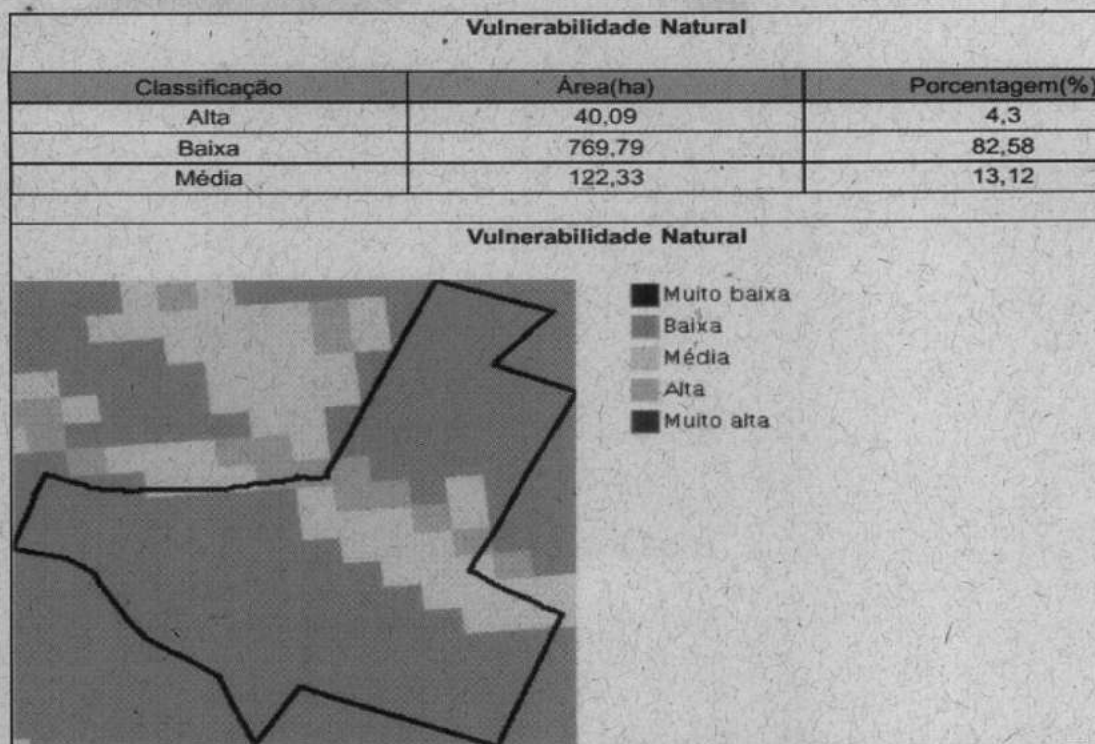 Vulnerabilidade Natural
Classificação Área(ha) Porcentagem(%)
Alta 40,09 4,3
Baixa 769,79 82,58
Média 122,33 13,12
Vulnerabilidade Natural
Muito baixa
Baixa
Média
Alta
Muito alta